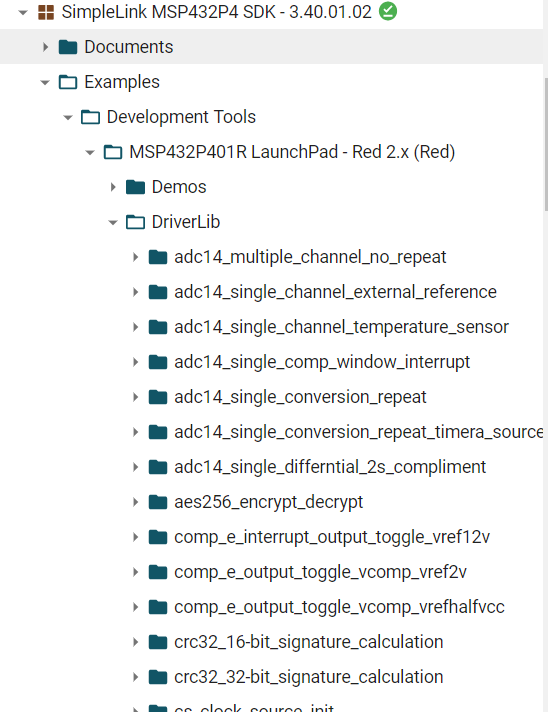 SimpleLink MSP432P4 SDK - 3.40.01.02
Documents
Examples
Development Tools
MSP432P401R LaunchPad - Red 2.x (Red)
Demos
DriverLib
adc14_multiple_channel_no_repeat
adc14_single_channel_external_reference
adc14_single_channel_temperature_sensor
adc14_single_comp_window_interrupt
adc14_single_conversion_repeat
adc14_single_conversion_repeat_timera_source
adc14_single_differntial_2s_compliment
aes256_encrypt_decrypt
comp_e_interrupt_output_toggle_vref12v
comp_e_output_toggle_vcomp_vref2v
comp_e_output_toggle_vcomp_vrefhalfvcc
crc32_16-bit_signature_calculation
crc32_32-bit_signature_calculation
cs_clock_source_init